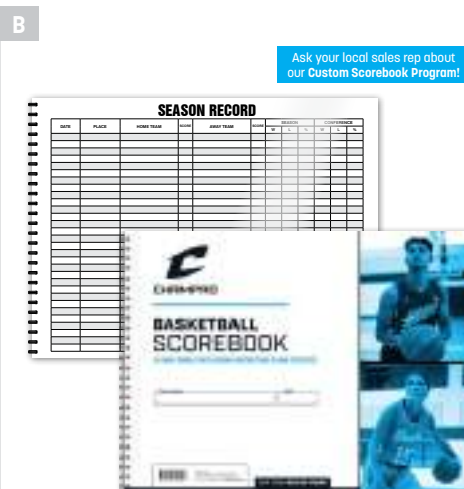 B
Ask your local sales rep about
our Custom Scorebook Program!
SEASON RECORD
SEASON CONFERENCE
DATE PLACE HOME TEAM SCORE AWAY TEAM SCORE W L % W L %
CHAMPRO
BASKETBALL
SCOREBOOK